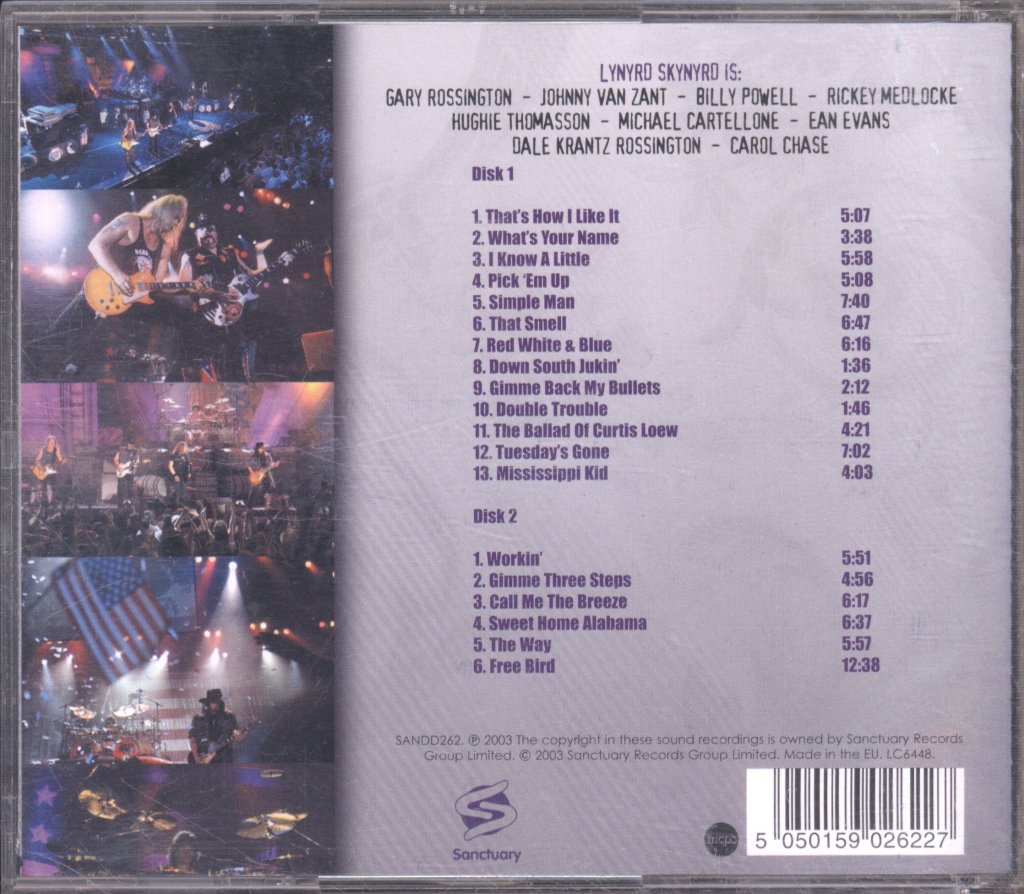 LYNYRD SKYNYRD IS:
GARY ROSSINGTON - JOHNNY VAN ZANT - BILLY POWELL - RICKEY MEDLOCKE
HUGHIE THOMASSON - MICHAEL CARTELLONE - EAN EVANS
DALE KRANTZ ROSSINGTON - CAROL CHASE
Disk 1
1. That's How I Like It 5:07
2. What's Your Name 3:38
3. I Know A Little 5:58
4. Pick 'Em Up 5:08
5. Simple Man 7:40
6. That Smell 6:47
7. Red White & Blue 6:16
8. Down South Jukin' 1:36
9. Gimme Back My Bullets 2:12
10. Double Trouble 1:46
11. The Ballad Of Curtis Loew 4:21
12. Tuesday's Gone 7:02
13. Mississippi Kid 4:03
Disk 2
1. Workin' 5:51
2. Gimme Three Steps 4:56
3. Call Me The Breeze 6:17
4. Sweet Home Alabama 6:37
5. The Way 5:57
6. Free Bird 12:38
SANDD262. ℗ 2003 The copyright in these sound recordings is owned by Sanctuary Records
Group Limited. © 2003 Sanctuary Records Group Limited. Made in the EU. LC6448.
Sanctuary
mcps
5 050159 026227